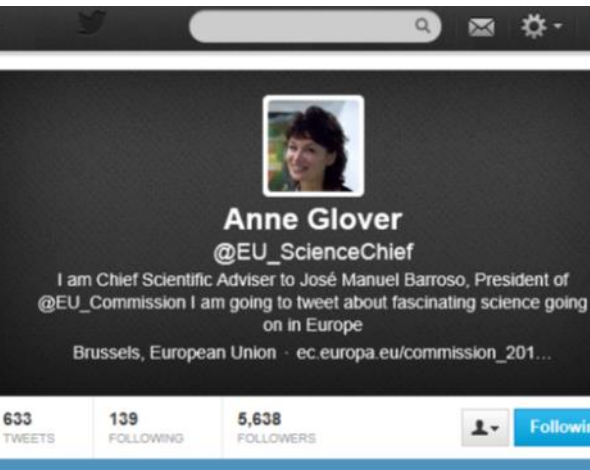 Anne Glover
@EU_ScienceChief
I am Chief Scientific Adviser to José Manuel Barroso, President of
@EU_Commission I am going to tweet about fascinating science going
on in Europe
Brussels, European Union · ec.europa.eu/commission_201...
633 139 5,638
TWEETS FOLLOWING FOLLOWERS
Followin